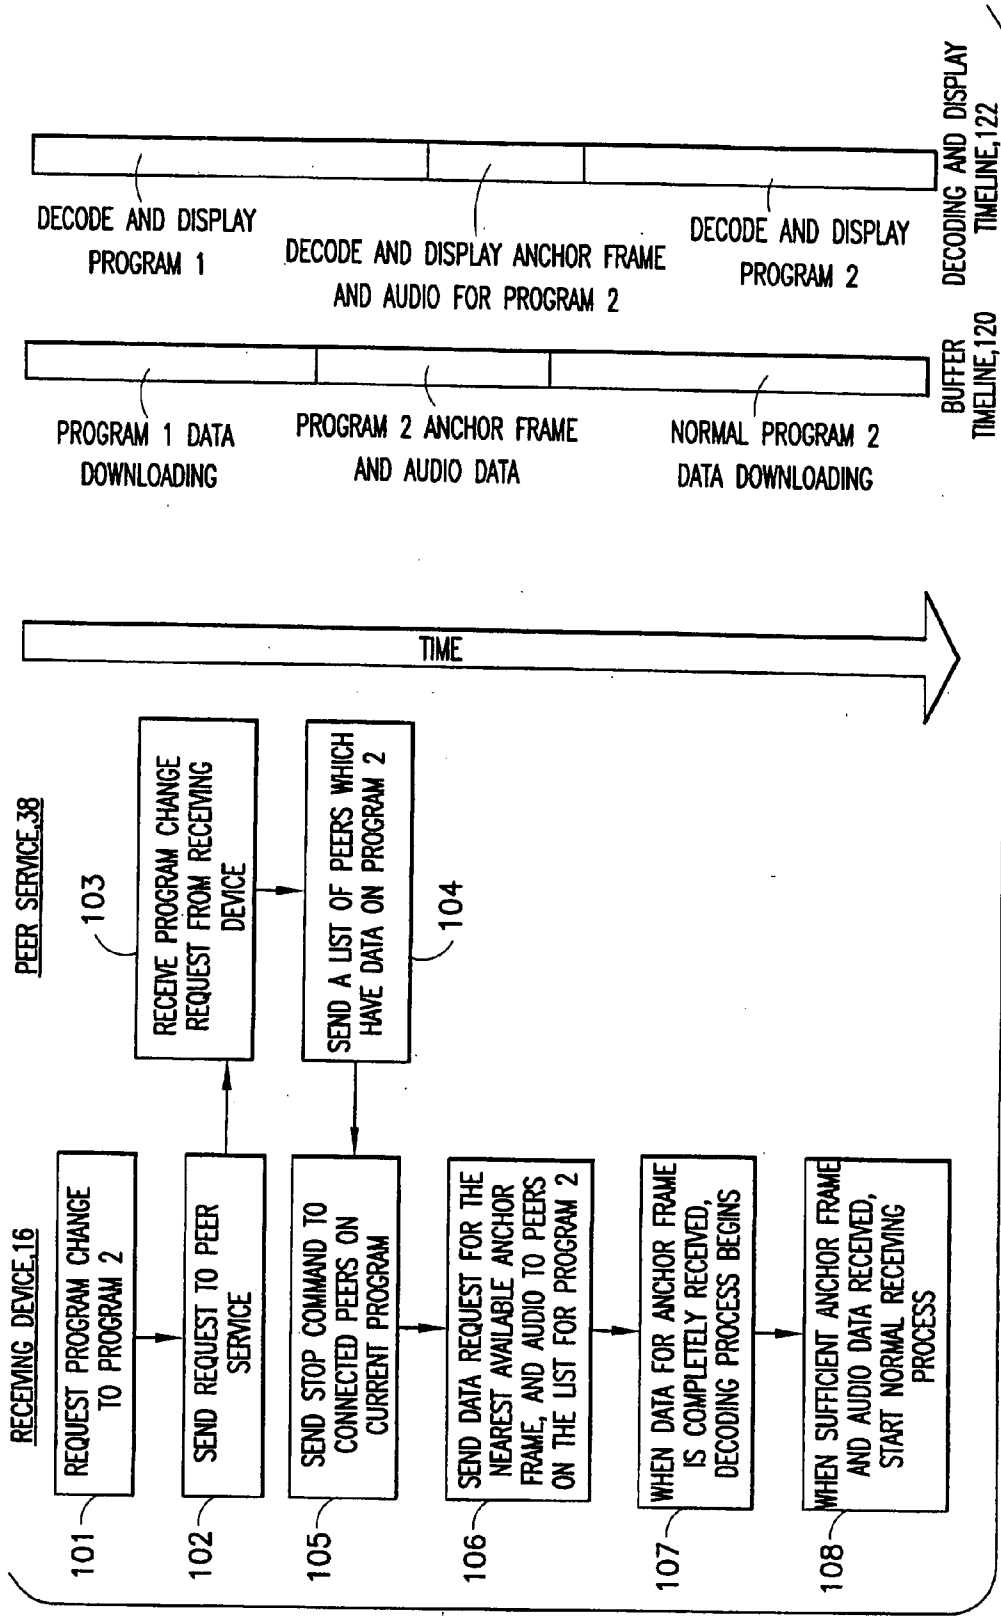 RECEIVING DEVICE,16
101
REQUEST PROGRAM CHANGE
TO PROGRAM 2
102
SEND REQUEST TO PEER
SERVICE
105
SEND STOP COMMAND TO
CONNECTED PEERS ON
CURRENT PROGRAM
106
SEND DATA REQUEST FOR THE
NEAREST AVAILABLE ANCHOR
FRAME, AND AUDIO TO PEERS
ON THE LIST FOR PROGRAM 2
107
WHEN DATA FOR ANCHOR FRAME
IS COMPLETELY RECEIVED,
DECODING PROCESS BEGINS
108
WHEN SUFFICIENT ANCHOR FRAME
AND AUDIO DATA RECEIVED,
START NORMAL RECEIVING
PROCESS
PEER SERVICE,38
103
RECEIVE PROGRAM CHANGE
REQUEST FROM RECEIVING
DEVICE
SEND A LIST OF PEERS WHICH
HAVE DATA ON PROGRAM 2
104
TIME
PROGRAM 1 DATA
DOWNLOADING
PROGRAM 2 ANCHOR FRAME
AND AUDIO DATA
NORMAL PROGRAM 2
DATA DOWNLOADING
BUFFER
TIMELINE,120
DECODE AND DISPLAY
PROGRAM 1
DECODE AND DISPLAY ANCHOR FRAME
AND AUDIO FOR PROGRAM 2
DECODE AND DISPLAY
PROGRAM 2
DECODING AND DISPLAY
TIMELINE,122